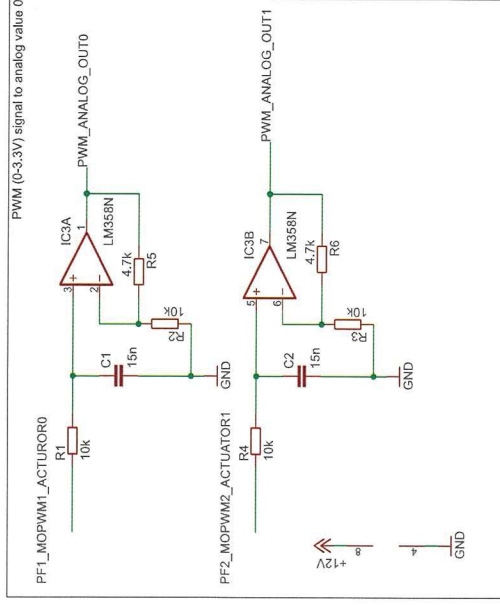 PWM (0-3.3V) signal to analog value 0
PF1_MOPWM1_ACTUROR0
R1
10k
C1
15n
GND
3
2
+
−
1
IC3A
LM358N
4.7k
R5
R2
10k
PWM_ANALOG_OUT0
PF2_MOPWM2_ACTUATOR1
R4
10k
C2
15n
GND
5
6
+
−
7
IC3B
LM358N
4.7k
R6
R3
10k
PWM_ANALOG_OUT1
+12V
8
4
GND